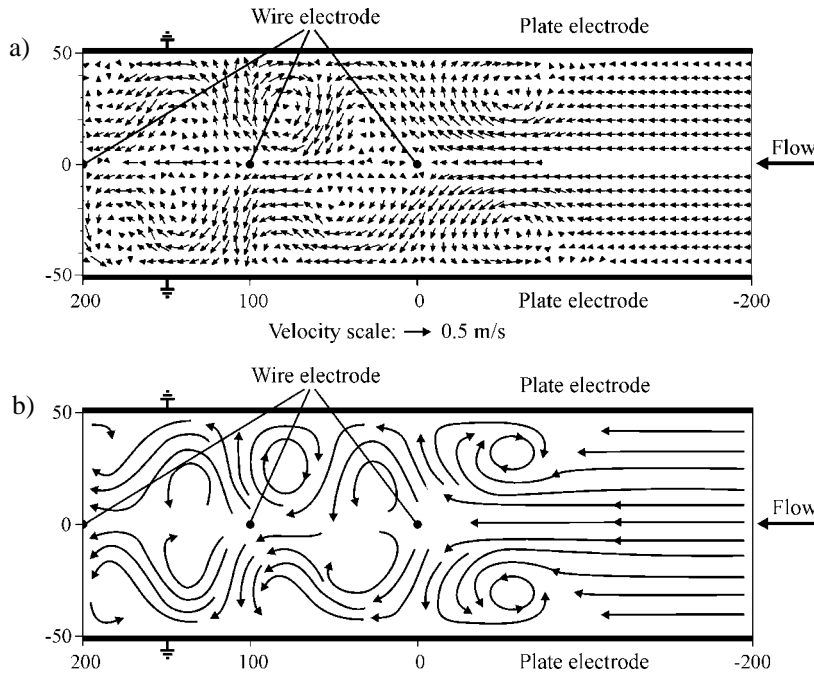 Wire electrode
Plate electrode
a)
50
0
Flow
-50
200
100
0
Plate electrode
-200
Velocity scale: → 0.5 m/s
Wire electrode
Plate electrode
b)
50
0
Flow
-50
200
100
0
Plate electrode
-200